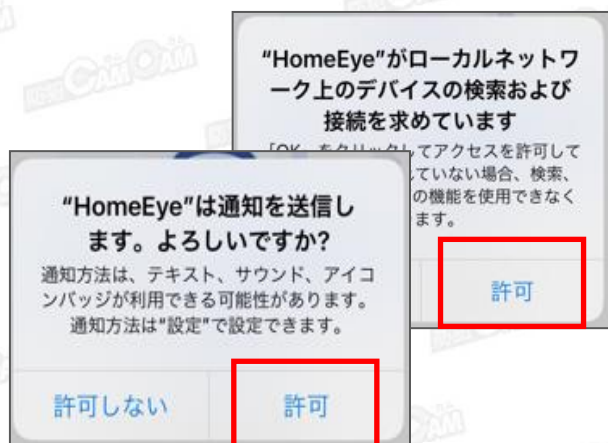 “HomeEye”がローカルネットワ
ーク上のデバイスの検索および
接続を求めています
「OK」をクリックしてアクセスを許可して
ていない場合、検索、
の機能を使用できなく
ます。
許可
“HomeEye”は通知を送信し
ます。よろしいですか?
通知方法は、テキスト、サウンド、アイコ
ンバッジが利用できる可能性があります。
通知方法は“設定”で設定できます。
許可しない
許可